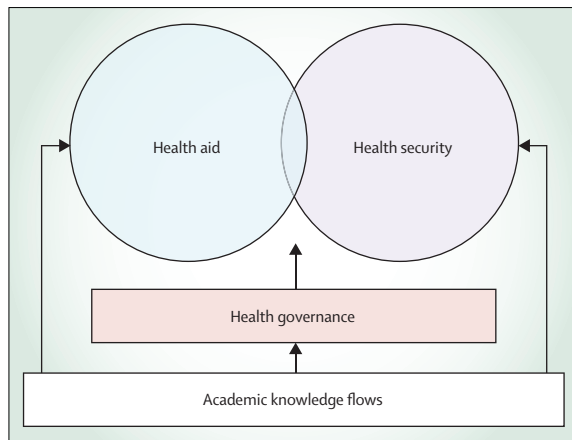 Health aid
Health security
Health governance
Academic knowledge flows